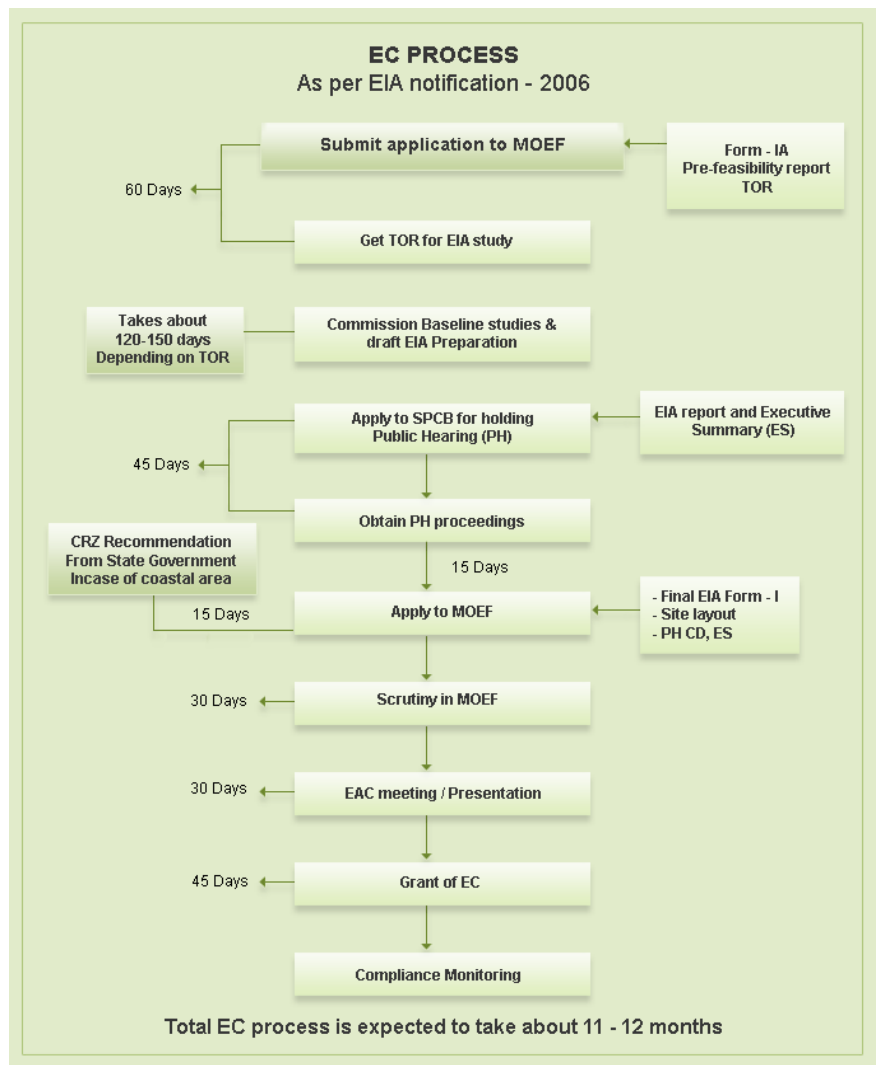 EC PROCESS
As per EIA notification - 2006
Submit application to MOEF
Form - IA
Pre-feasibility report
TOR
60 Days
Get TOR for EIA study
Takes about
120-150 days
Depending on TOR
Commission Baseline studies &
draft EIA Preparation
Apply to SPCB for holding
Public Hearing (PH)
EIA report and Executive
Summary (ES)
45 Days
Obtain PH proceedings
CRZ Recommendation
From State Government
Incase of coastal area
15 Days
15 Days
Apply to MOEF
- Final EIA Form - I
- Site layout
- PH CD, ES
30 Days
Scrutiny in MOEF
30 Days
EAC meeting / Presentation
45 Days
Grant of EC
Compliance Monitoring
Total EC process is expected to take about 11 - 12 months